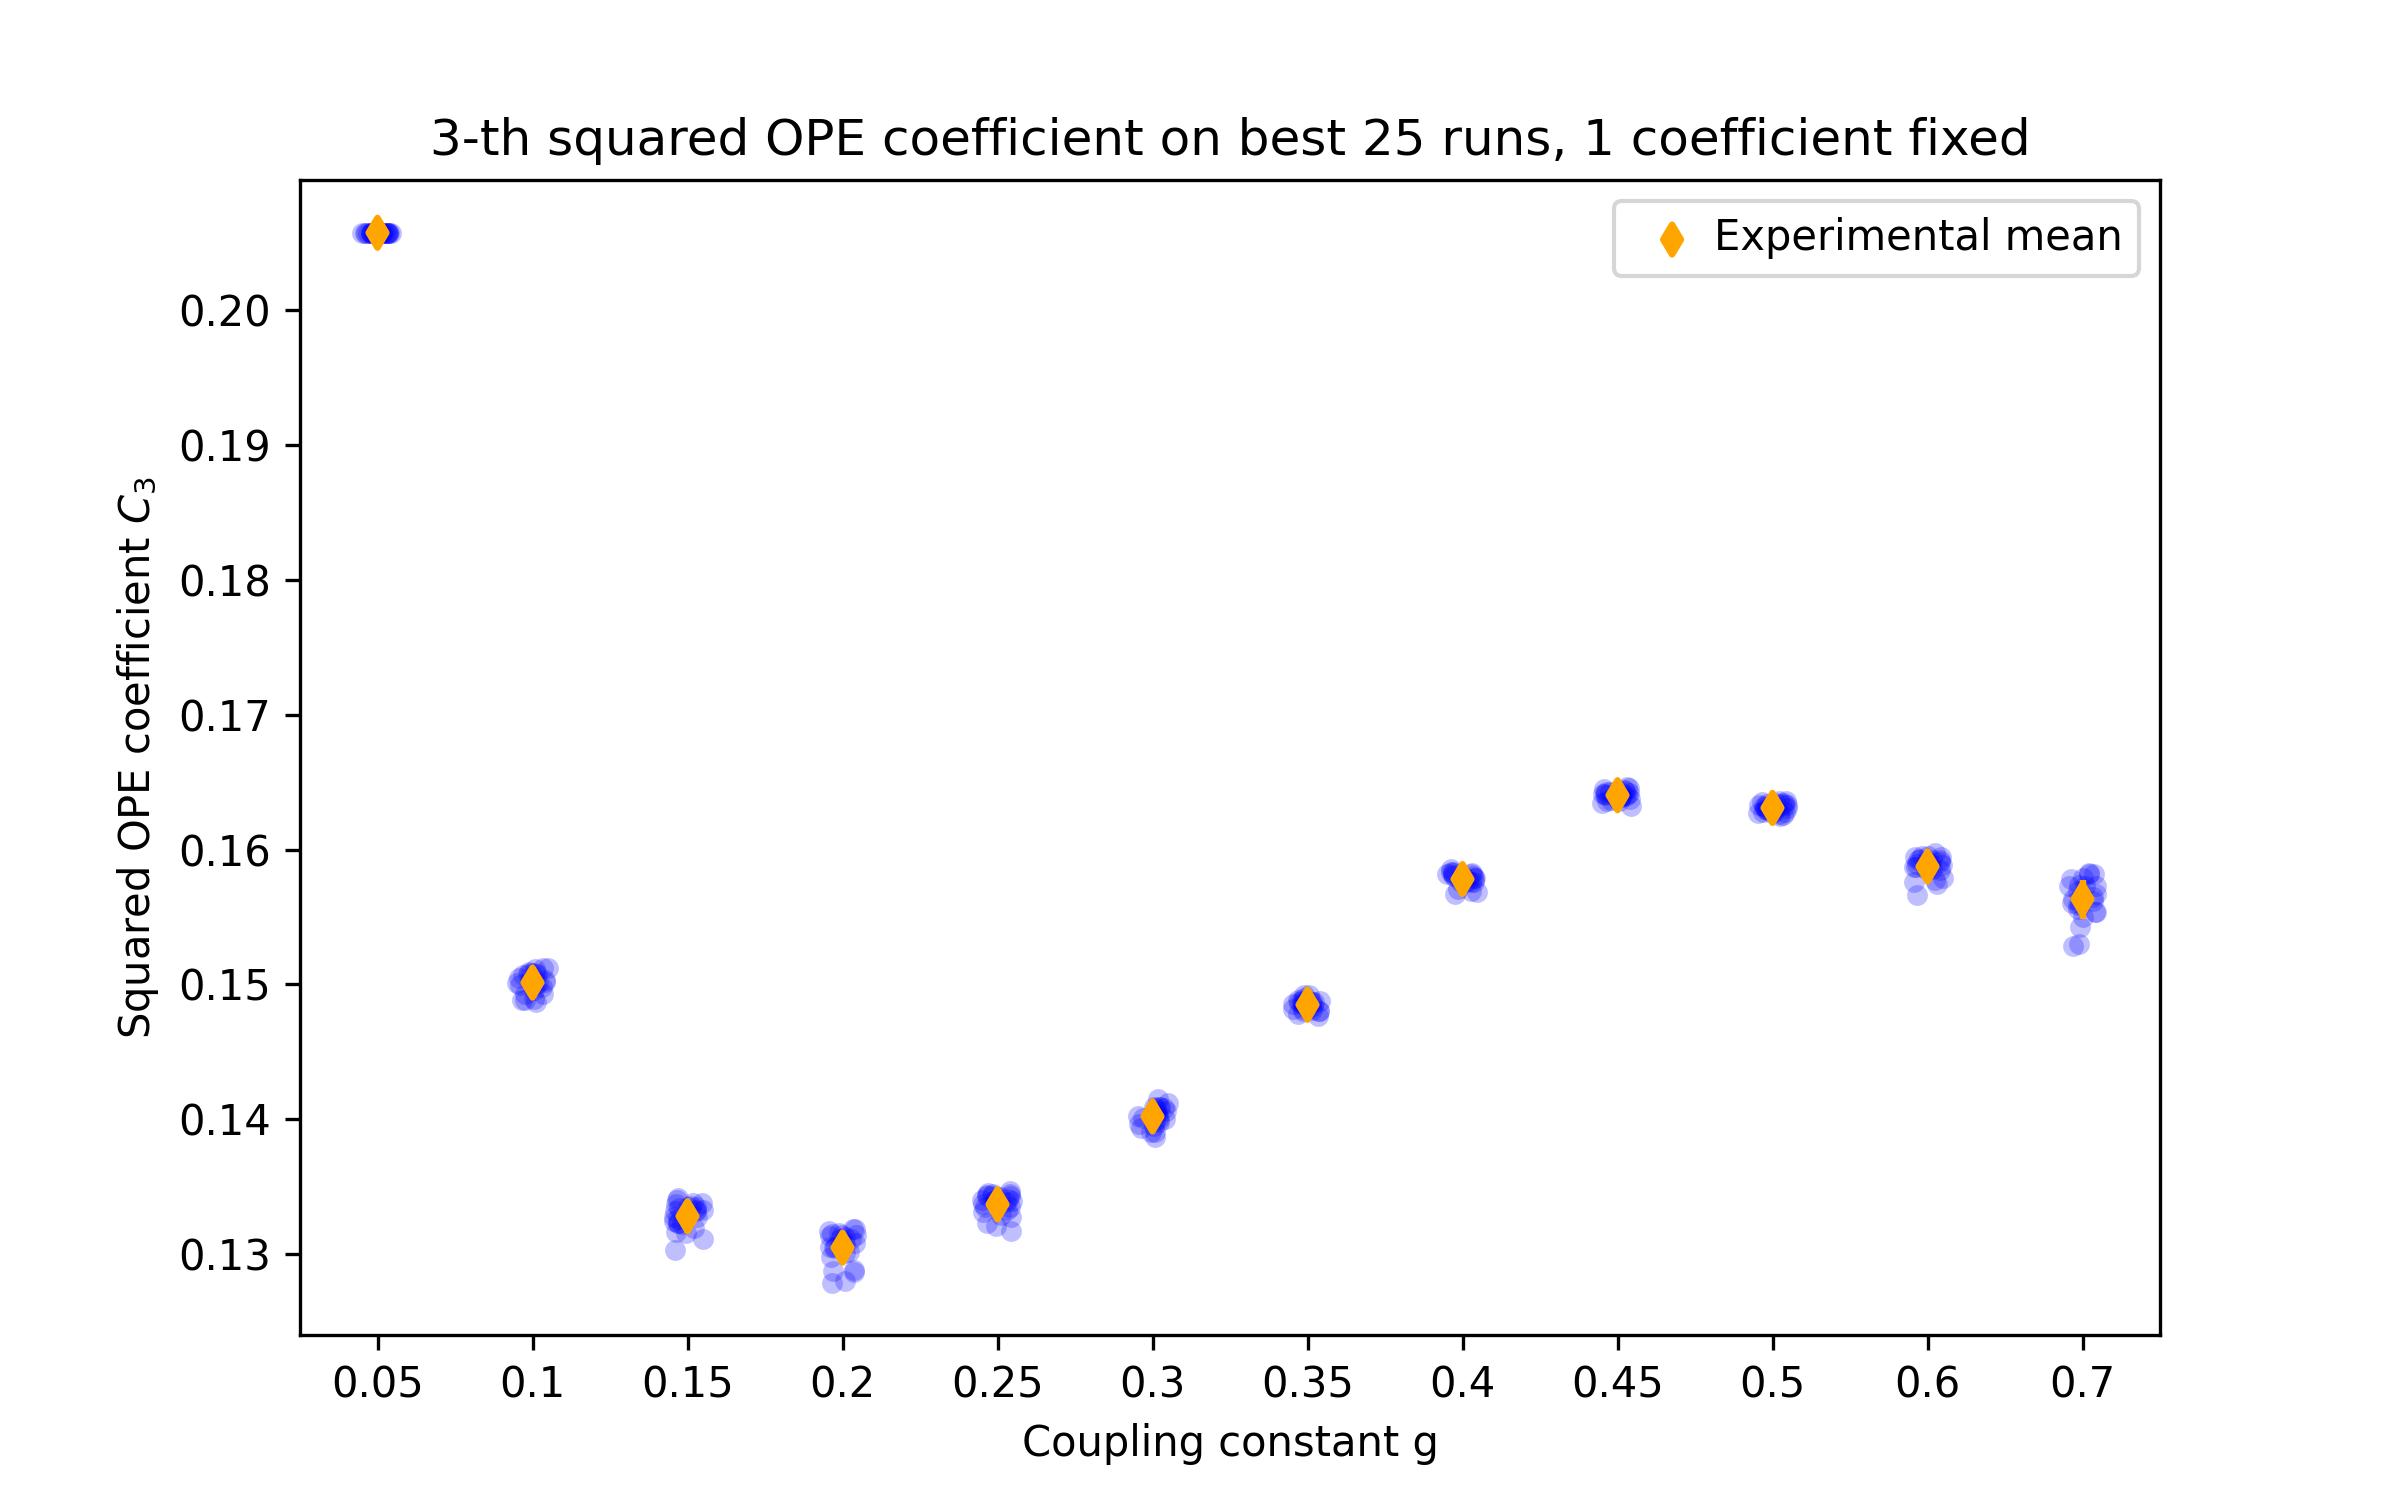 3-th squared OPE coefficient on best 25 runs, 1 coefficient fixed
Experimental mean
Squared OPE coefficient C₃
0.20
0.19
0.18
0.17
0.16
0.15
0.14
0.13
0.05 0.1 0.15 0.2 0.25 0.3 0.35 0.4 0.45 0.5 0.6 0.7
Coupling constant g